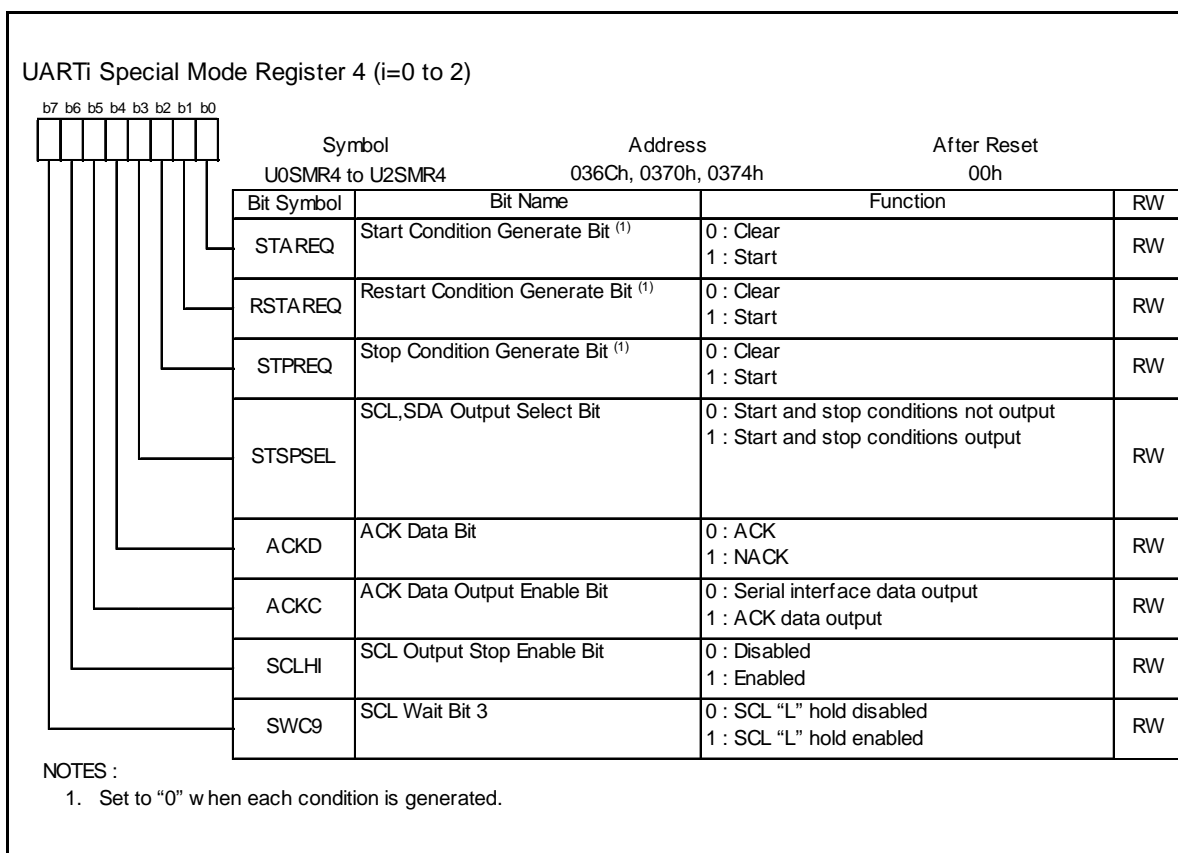 UARTi Special Mode Register 4 (i=0 to 2)
b7 b6 b5 b4 b3 b2 b1 b0
Symbol Address After Reset
U0SMR4 to U2SMR4 036Ch, 0370h, 0374h 00h
Bit Symbol Bit Name Function RW
STAREQ Start Condition Generate Bit (1) 0 : Clear
1 : Start RW
RSTAREQ Restart Condition Generate Bit (1) 0 : Clear
1 : Start RW
STPREQ Stop Condition Generate Bit (1) 0 : Clear
1 : Start RW
STSPSEL SCL,SDA Output Select Bit 0 : Start and stop conditions not output
1 : Start and stop conditions output RW
ACKD ACK Data Bit 0 : ACK
1 : NACK RW
ACKC ACK Data Output Enable Bit 0 : Serial interface data output
1 : ACK data output RW
SCLHI SCL Output Stop Enable Bit 0 : Disabled
1 : Enabled RW
SWC9 SCL Wait Bit 3 0 : SCL “L” hold disabled
1 : SCL “L” hold enabled RW
NOTES :
1. Set to “0” when each condition is generated.